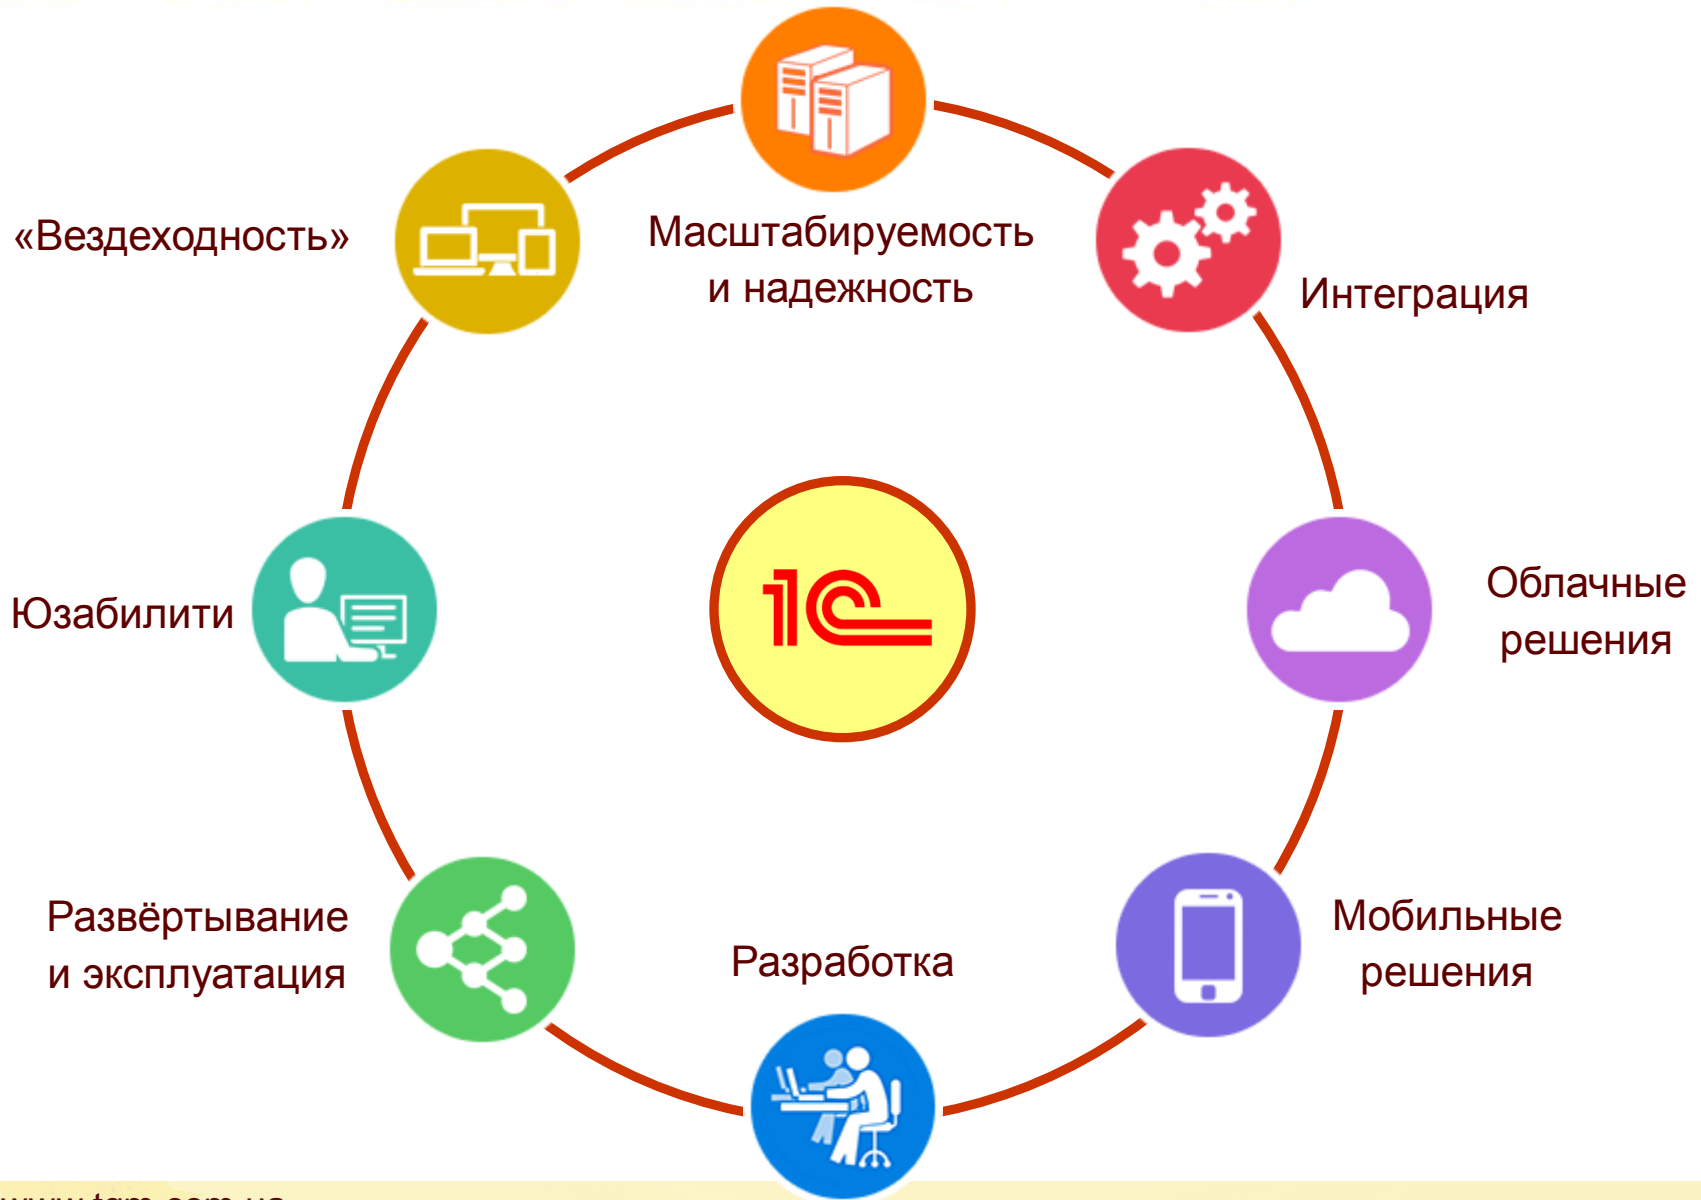 Масштабируемость
и надежность
«Вездеходность»
Интеграция
1С
Облачные
решения
Юзабилити
Мобильные
решения
Развёртывание
и эксплуатация
Разработка